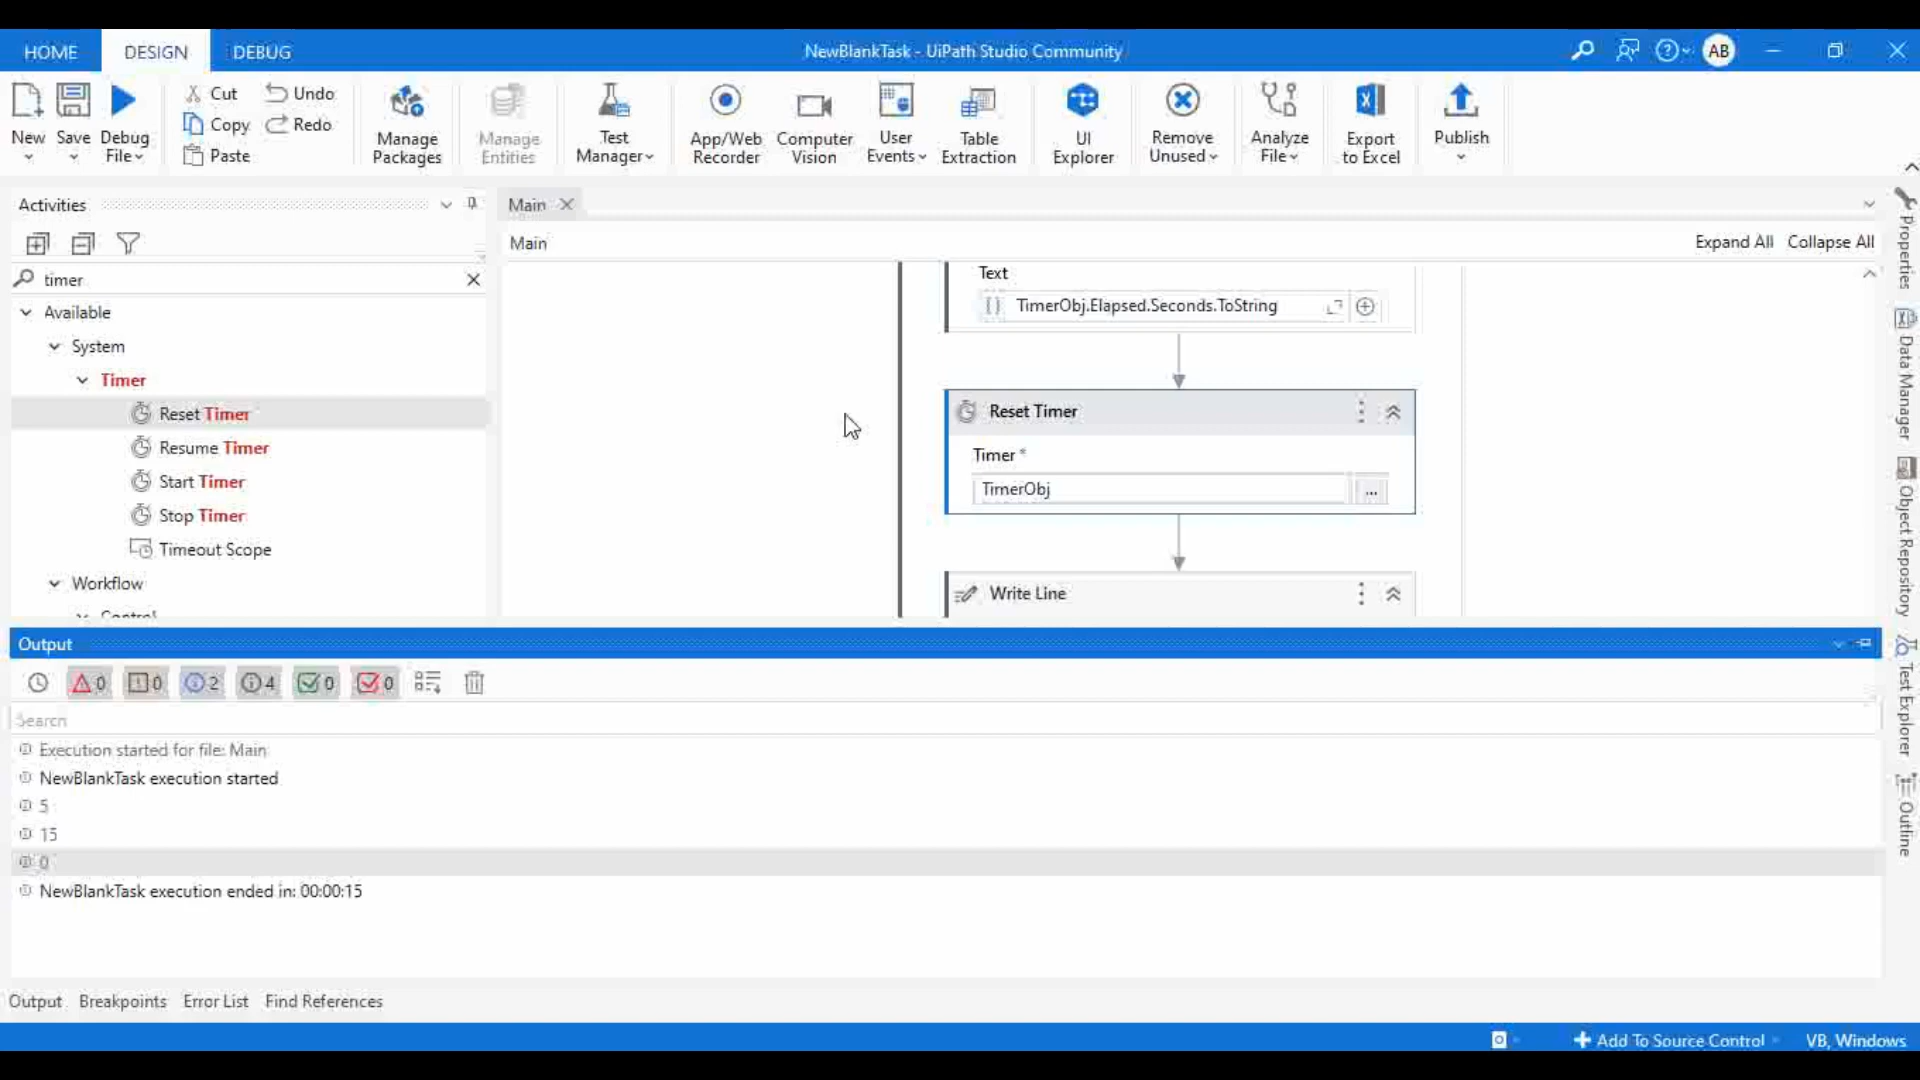 HOME DESIGN DEBUG NewBlankTask - UiPath Studio Community AB
New Save Debug File Cut Copy Paste Undo Redo Manage Packages Manage Entities Test Manager App/Web Recorder Computer Vision User Events Table Extraction UI Explorer Remove Unused Analyze File Export to Excel Publish
Activities
timer
Available
System
Timer
Reset Timer
Resume Timer
Start Timer
Stop Timer
Timeout Scope
Workflow
Control
Main
Main Expand All Collapse All
Text
TimerObj.Elapsed.Seconds.ToString
Reset Timer
Timer *
TimerObj
...
Write Line
Properties
Data Manager
Object Repository
Test Explorer
Outline
Output
0 0 2 4 0 0
Search
Execution started for file: Main
NewBlankTask execution started
5
15
0
NewBlankTask execution ended in: 00:00:15
Output Breakpoints Error List Find References
Add To Source Control VB, Windows